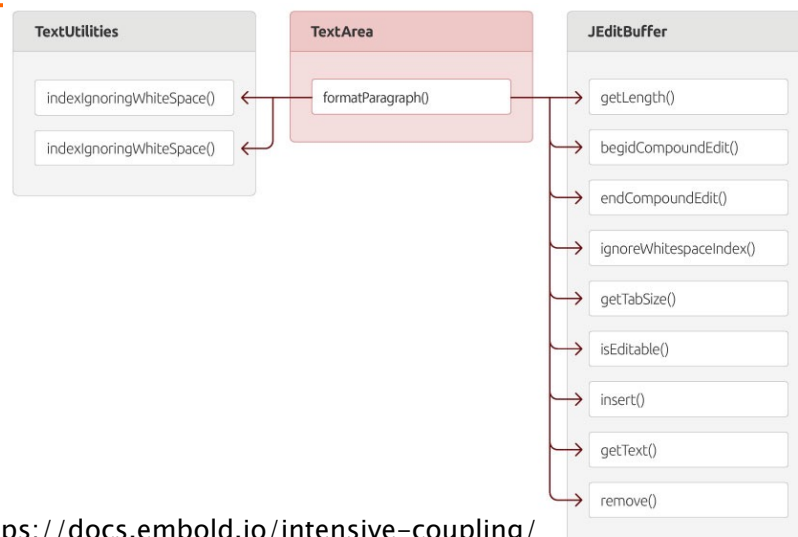 TextUtilities
indexIgnoringWhiteSpace()
indexIgnoringWhiteSpace()
TextArea
formatParagraph()
JEditBuffer
getLength()
begidCompoundEdit()
endCompoundEdit()
ignoreWhitespaceIndex()
getTabSize()
isEditable()
insert()
getText()
remove()
ps://docs.embold.io/intensive-coupling/